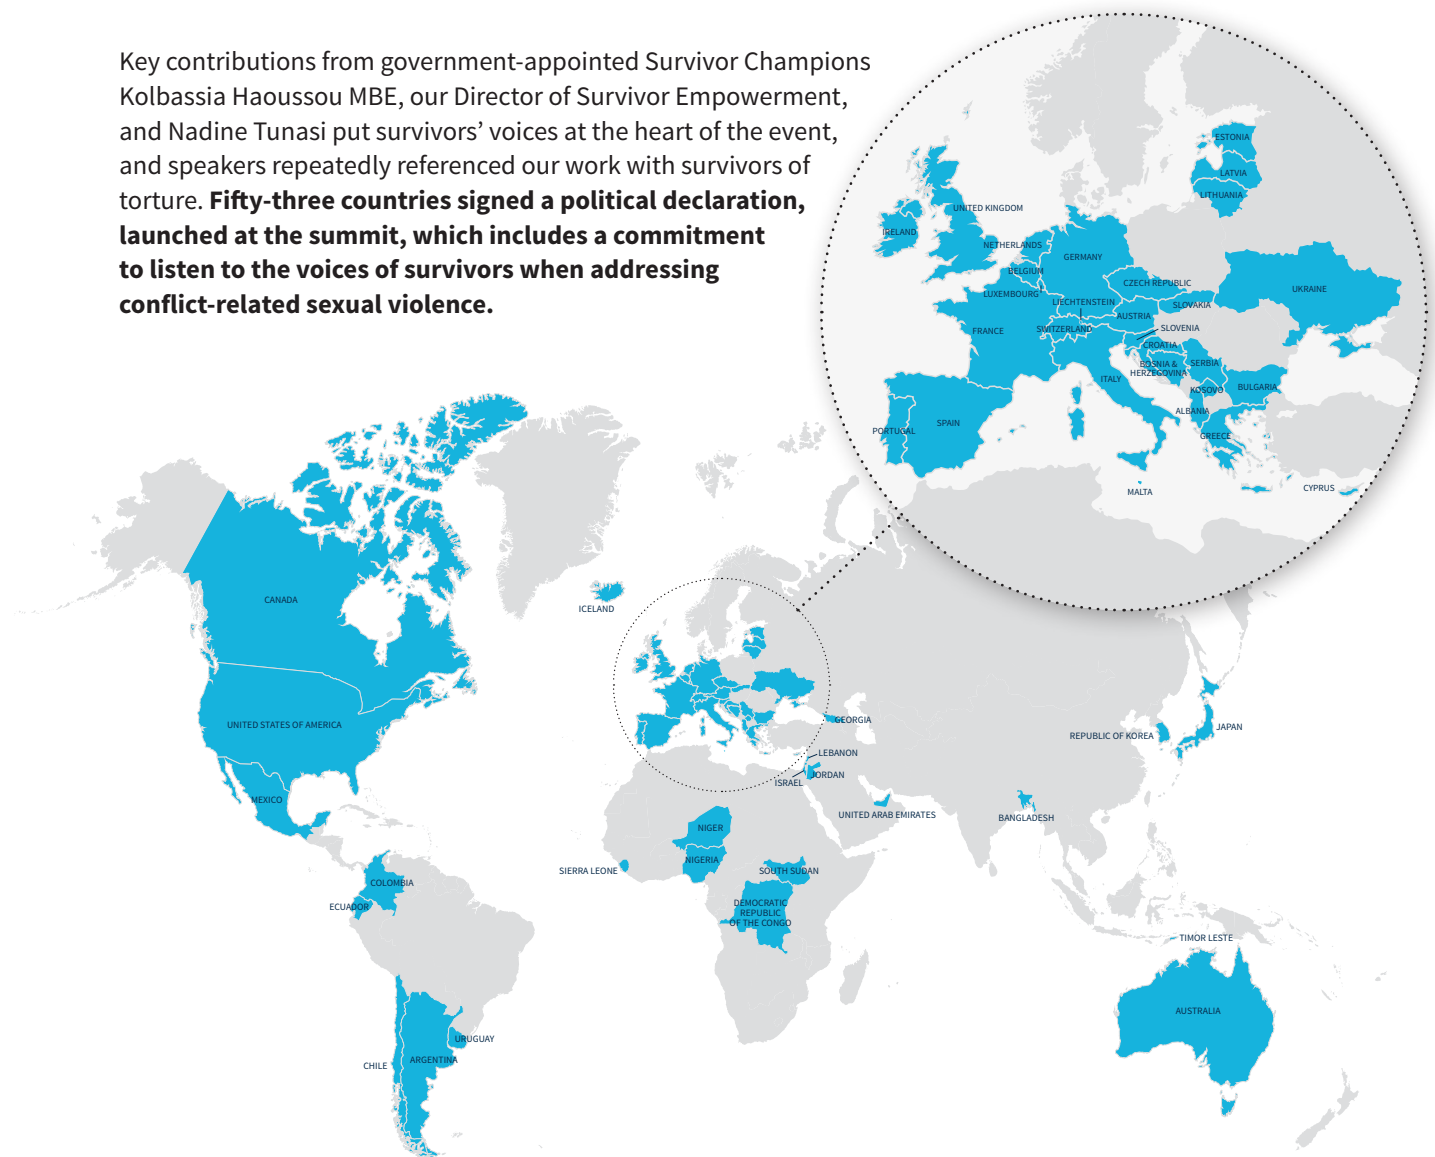 Key contributions from government-appointed Survivor Champions
Kolbassia Haoussou MBE, our Director of Survivor Empowerment,
and Nadine Tunasi put survivors’ voices at the heart of the event,
and speakers repeatedly referenced our work with survivors of
torture. Fifty-three countries signed a political declaration,
launched at the summit, which includes a commitment
to listen to the voices of survivors when addressing
conflict-related sexual violence.
ESTONIA
LATVIA
LITHUANIA
UNITED KINGDOM
IRELAND
NETHERLANDS
GERMANY
BELGIUM
CZECH REPUBLIC
UKRAINE
LUXEMBOURG
LIECHTENSTEIN
SLOVAKIA
AUSTRIA
FRANCE
SWITZERLAND
SLOVENIA
CROATIA
BOSNIA &
HERZEGOVINA
SERBIA
ITALY
KOSOVO
BULGARIA
ALBANIA
PORTUGAL
SPAIN
GREECE
MALTA
CYPRUS
CANADA
ICELAND
UNITED STATES OF AMERICA
GEORGIA
REPUBLIC OF KOREA
JAPAN
LEBANON
JORDAN
ISRAEL
MEXICO
UNITED ARAB EMIRATES
BANGLADESH
NIGER
NIGERIA
SIERRA LEONE
SOUTH SUDAN
COLOMBIA
ECUADOR
DEMOCRATIC
REPUBLIC
OF THE CONGO
TIMOR LESTE
AUSTRALIA
URUGUAY
CHILE
ARGENTINA